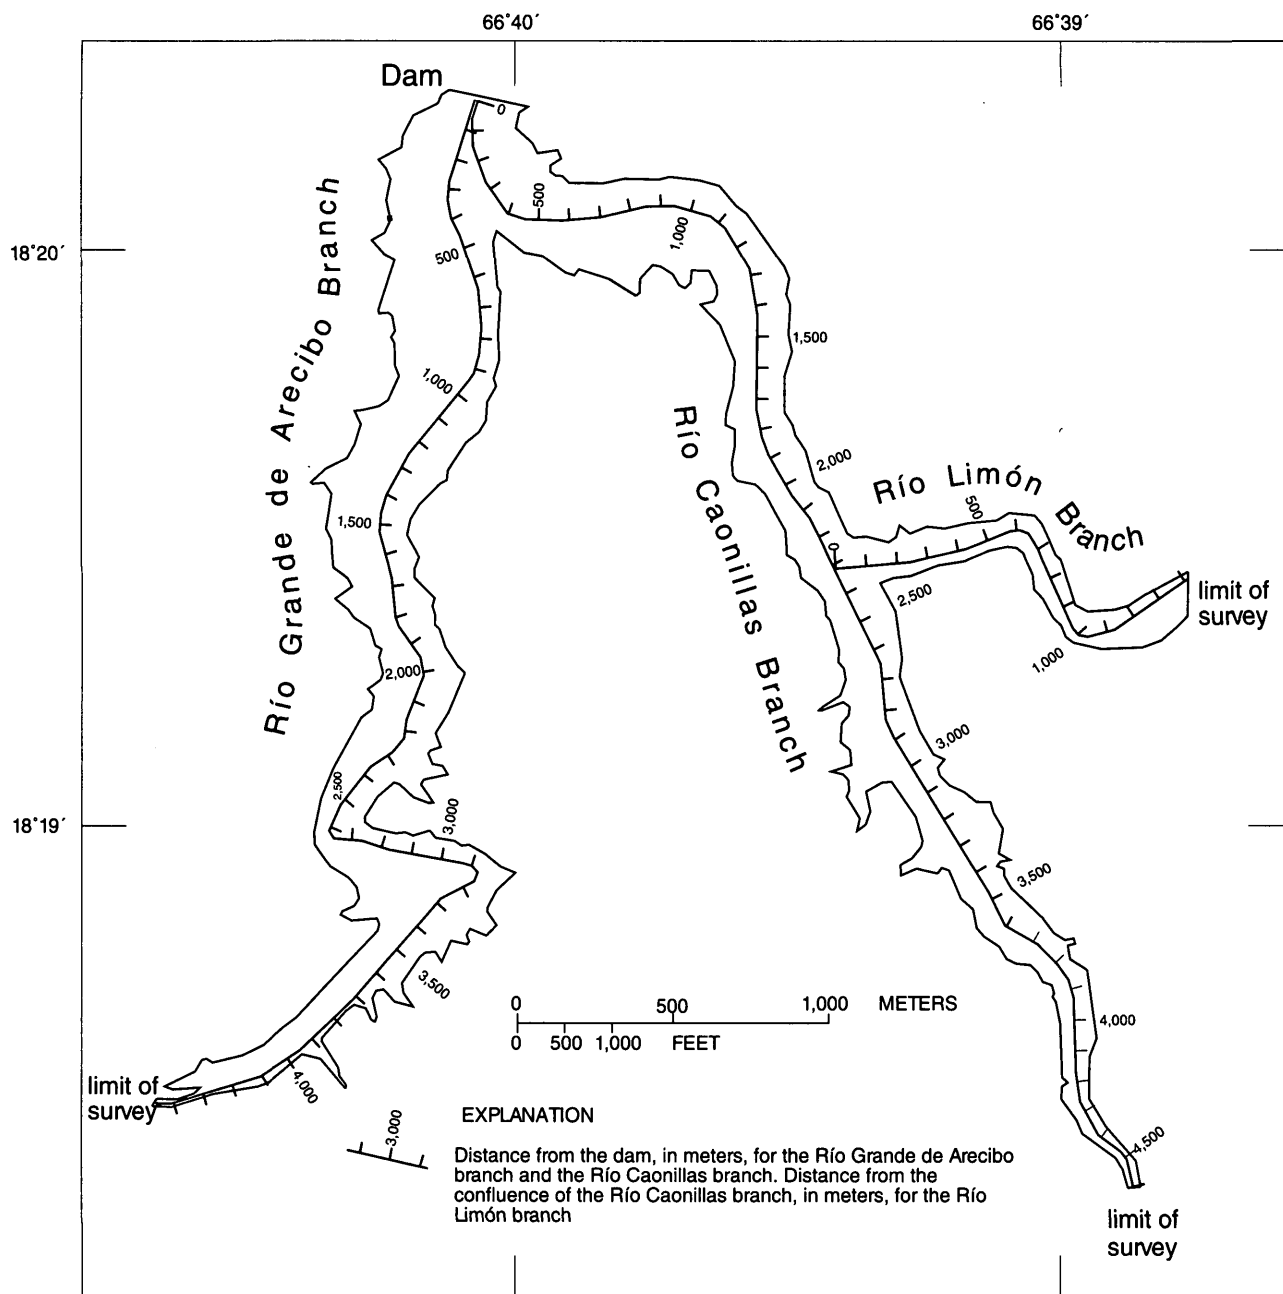 66°40′
66°39′
Dam
0
500
500
1,000
18°20′
500
1,500
1,000
Río Grande de Arecibo Branch
Río Caonillas Branch
2,000
Río Limón Branch
500
1,500
0
2,500
limit of
survey
1,000
2,000
3,000
2,500
3,000
18°19′
3,500
3,500
0 500 1,000 METERS
0 500 1,000 FEET
4,000
4,000
limit of
survey
4,500
3,000
EXPLANATION
Distance from the dam, in meters, for the Río Grande de Arecibo
branch and the Río Caonillas branch. Distance from the
confluence of the Río Caonillas branch, in meters, for the Río
Limón branch
limit of
survey